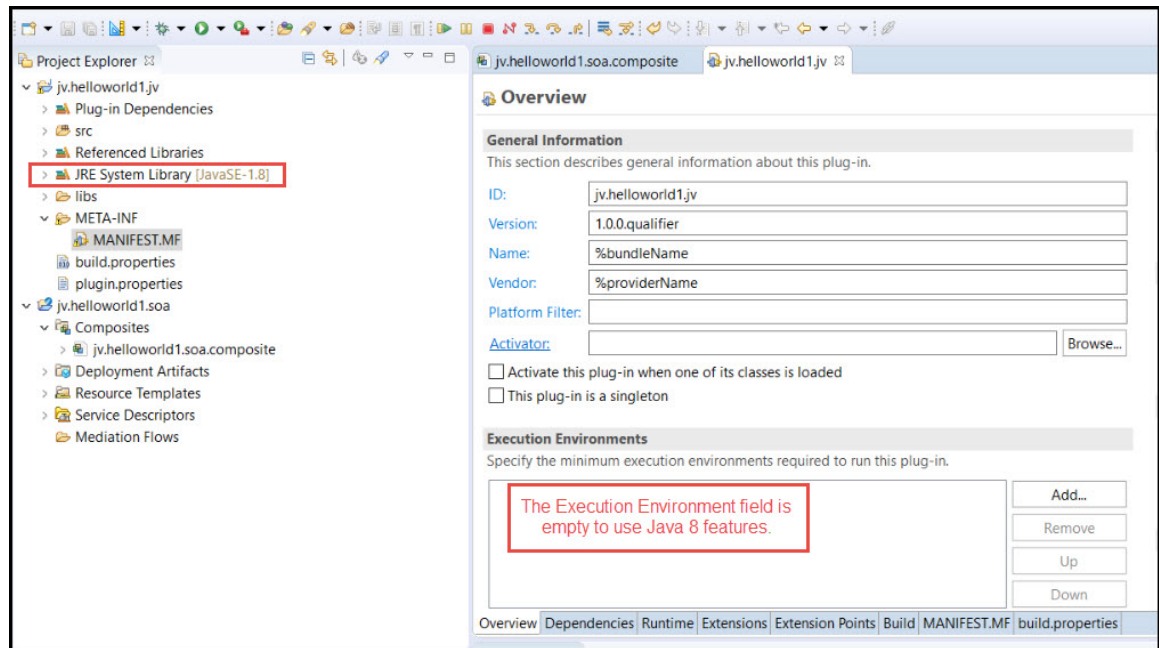 Project Explorer
jv.helloworld1.jv
Plug-in Dependencies
src
Referenced Libraries
JRE System Library [JavaSE-1.8]
libs
META-INF
MANIFEST.MF
build.properties
plugin.properties
jv.helloworld1.soa
Composites
jv.helloworld1.soa.composite
Deployment Artifacts
Resource Templates
Service Descriptors
Mediation Flows
jv.helloworld1.soa.composite
jv.helloworld1.jv
Overview
General Information
This section describes general information about this plug-in.
ID: jv.helloworld1.jv
Version: 1.0.0.qualifier
Name: %bundleName
Vendor: %providerName
Platform Filter:
Activator: Browse...
Activate this plug-in when one of its classes is loaded
This plug-in is a singleton
Execution Environments
Specify the minimum execution environments required to run this plug-in.
The Execution Environment field is
empty to use Java 8 features.
Add...
Remove
Up
Down
Overview Dependencies Runtime Extensions Extension Points Build MANIFEST.MF build.properties